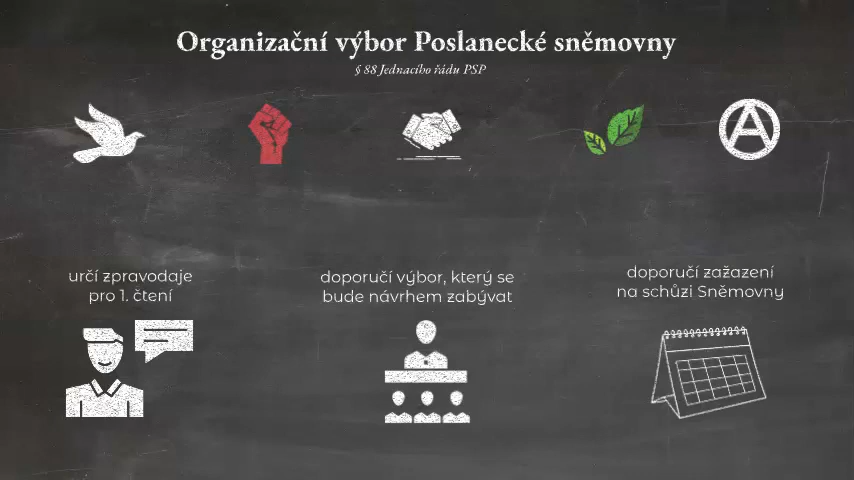 Organizační výbor Poslanecké sněmovny
§ 88 Jednacího řádu PSP
určí zpravodaje
pro 1. čtení
doporučí výbor, který se
bude návrhem zabývat
doporučí zažazení
na schůzi Sněmovny